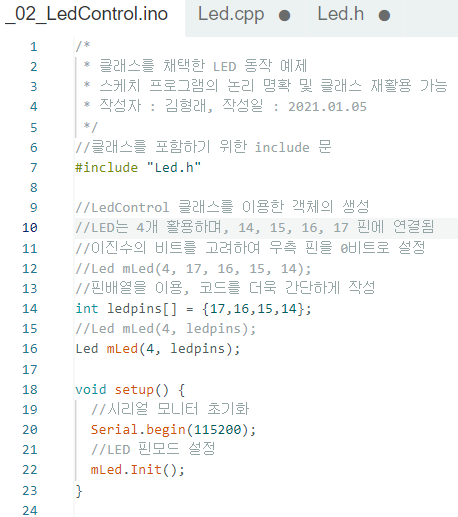 _02_LedControl.ino Led.cpp Led.h
1 /*
2 * 클래스를 채택한 LED 동작 예제
3 * 스케치 프로그램의 논리 명확 및 클래스 재활용 가능
4 * 작성자 : 김형래, 작성일 : 2021.01.05
5 */
6 //클래스를 포함하기 위한 include 문
7 #include "Led.h"
8
9 //LedControl 클래스를 이용한 객체의 생성
10 //LED는 4개 활용하며, 14, 15, 16, 17 핀에 연결됨
11 //이진수의 비트를 고려하여 우측 핀을 0비트로 설정
12 //Led mLed(4, 17, 16, 15, 14);
13 //핀배열을 이용, 코드를 더욱 간단하게 작성
14 int ledpins[] = {17,16,15,14};
15 //Led mLed(4, ledpins);
16 Led mLed(4, ledpins);
17
18 void setup() {
19 //시리얼 모니터 초기화
20 Serial.begin(115200);
21 //LED 핀모드 설정
22 mLed.Init();
23 }
24